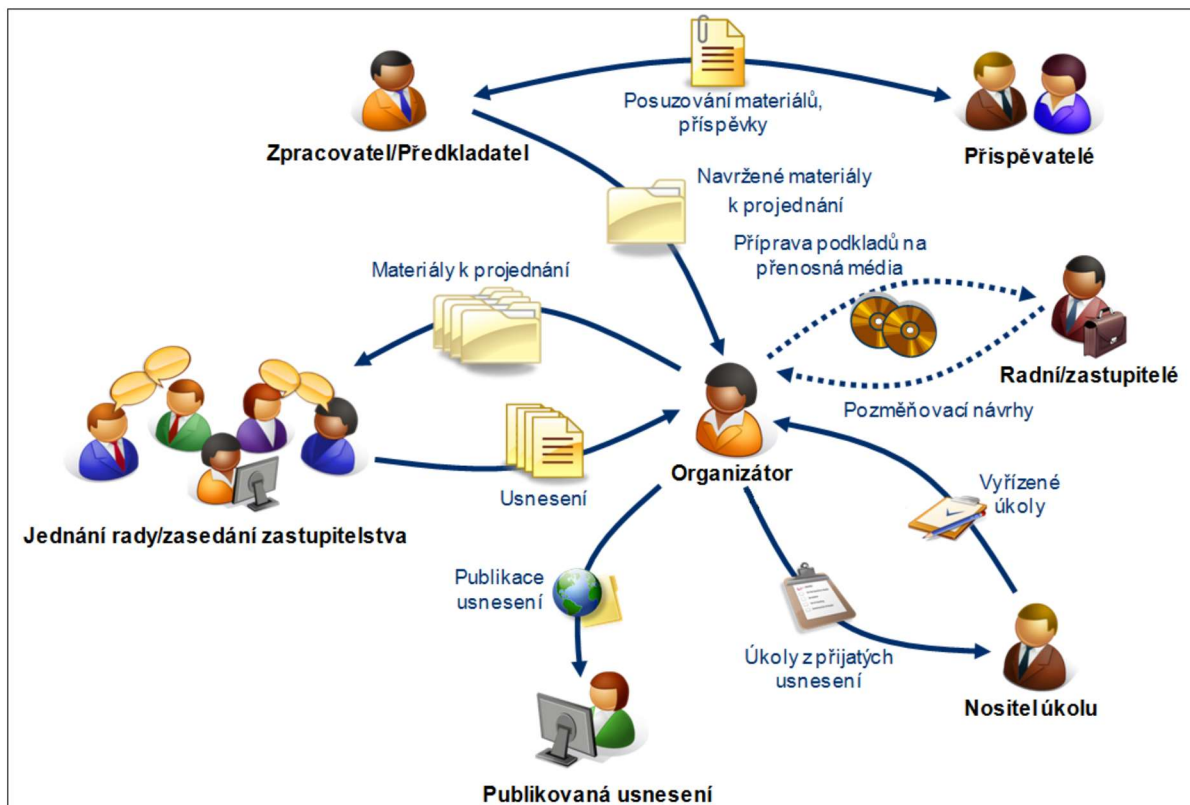 Posuzování materiálů,
příspěvky
Zpracovatel/Předkladatel
Přispěvatelé
Navržené materiály
k projednání
Příprava podkladů na
přenosná média
Materiály k projednání
Radní/zastupitelé
Pozměňovací návrhy
Organizátor
Usnesení
Jednání rady/zasedání zastupitelstva
Vyřízené
úkoly
Publikace
usnesení
Úkoly z přijatých
usnesení
Nositel úkolu
Publikovaná usnesení